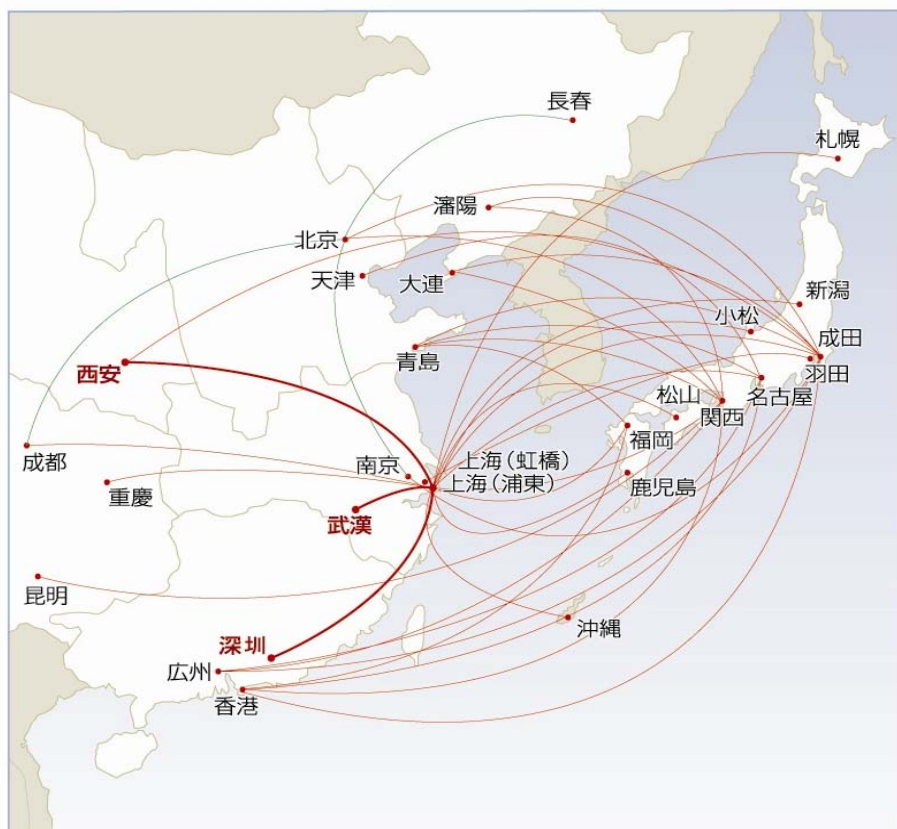 長春
札幌
瀋陽
北京
天津
大連
新潟
小松
成田
青島
羽田
西安
松山
名古屋
関西
福岡
成都
南京
上海(虹橋)
上海(浦東)
重慶
鹿児島
武漢
昆明
沖縄
深圳
広州
香港